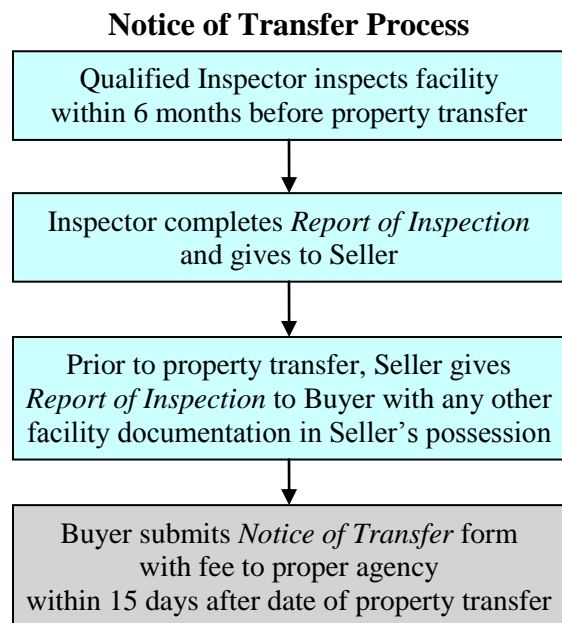 Notice of Transfer Process
Qualified Inspector inspects facility
within 6 months before property transfer
Inspector completes Report of Inspection
and gives to Seller
Prior to property transfer, Seller gives
Report of Inspection to Buyer with any other
facility documentation in Seller’s possession
Buyer submits Notice of Transfer form
with fee to proper agency
within 15 days after date of property transfer